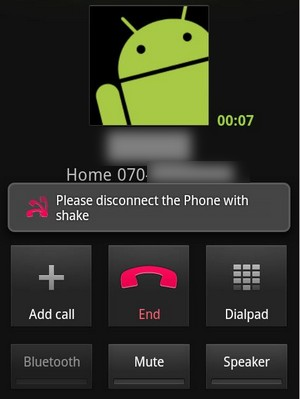 00:07
Home 070-
Please disconnect the Phone with
shake
Add call
End
Dialpad
Bluetooth
Mute
Speaker